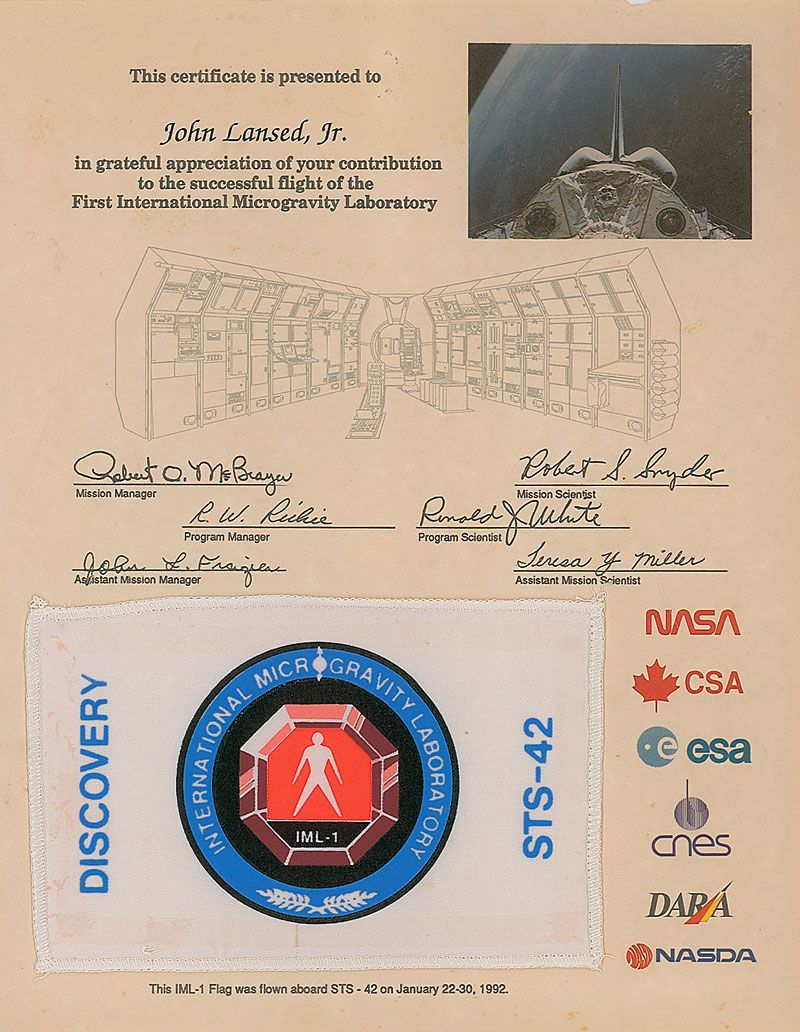 This certificate is presented to
John Lansed, Jr.
in grateful appreciation of your contribution
to the successful flight of the
First International Microgravity Laboratory
Robert O. McBrayer
Mission Manager
Robert S. Snyder
Mission Scientist
R. W. Richie
Program Manager
Ronald J White
Program Scientist
John L. Frazier
Assistant Mission Manager
Teresa Y Miller
Assistant Mission Scientist
DISCOVERY
INTERNATIONAL MICROGRAVITY LABORATORY
IML-1
STS-42
NASA
CSA
esa
cnes
DARA
NASDA
This IML-1 Flag was flown aboard STS - 42 on January 22-30, 1992.